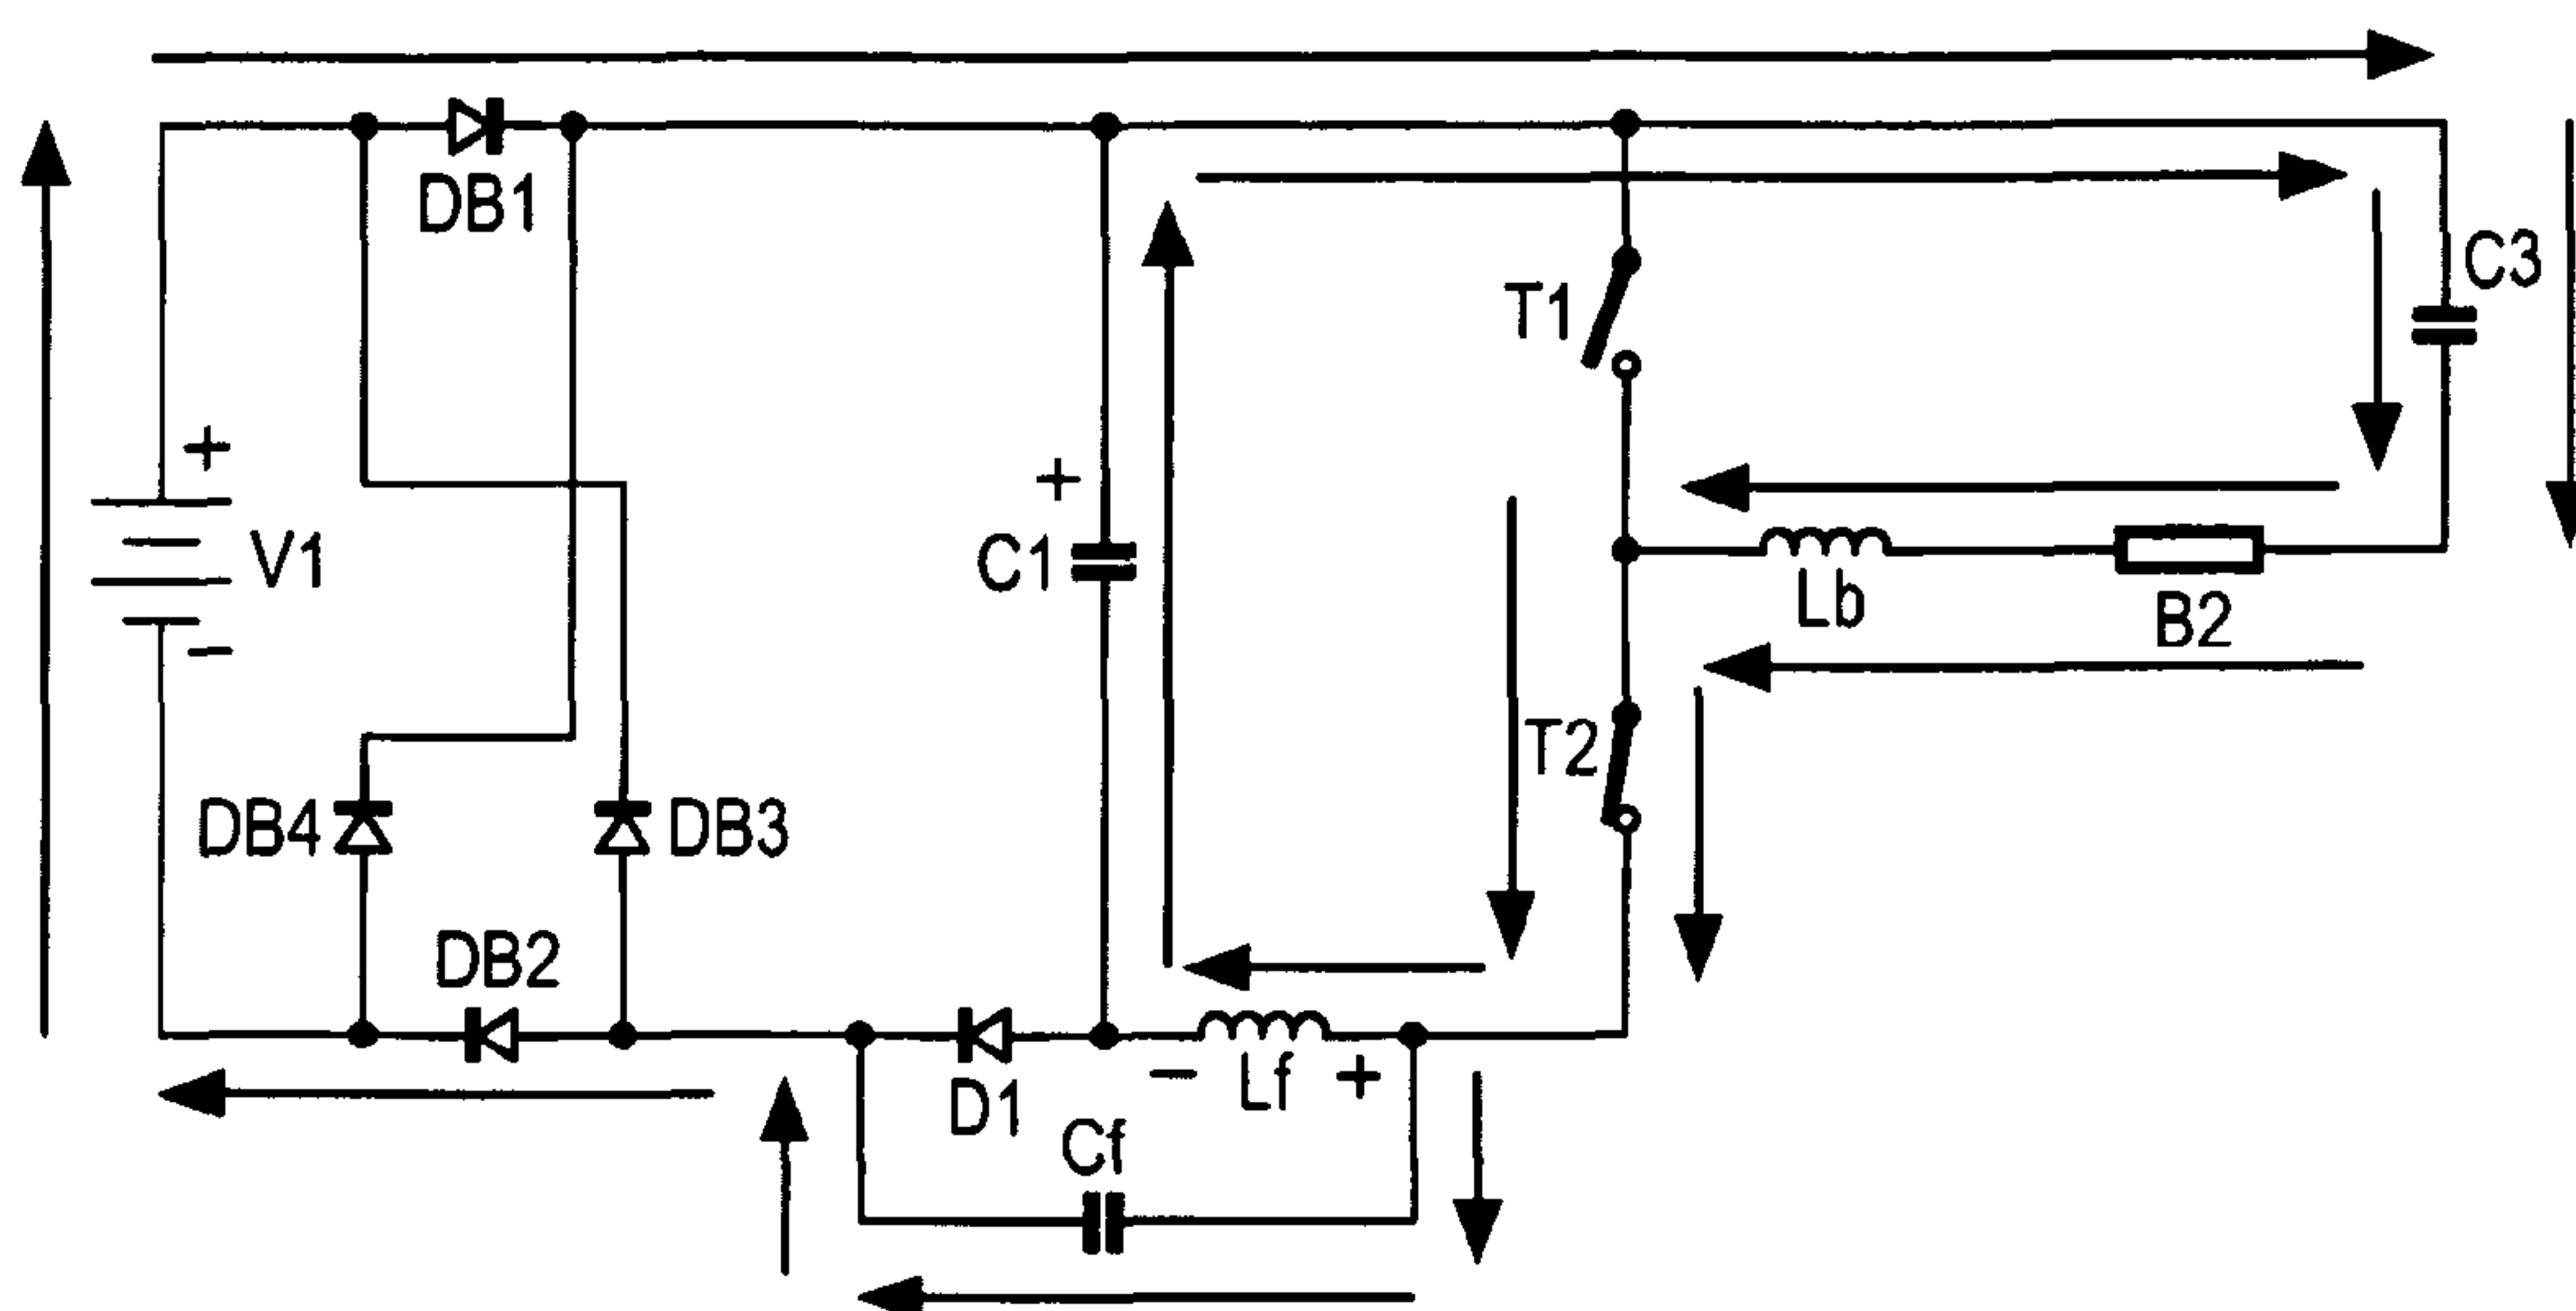 DB1
C3
T1
+
V1
+
C1
Lb
B2
-
T2
DB4
DB3
DB2
D1
- Lf +
Cf